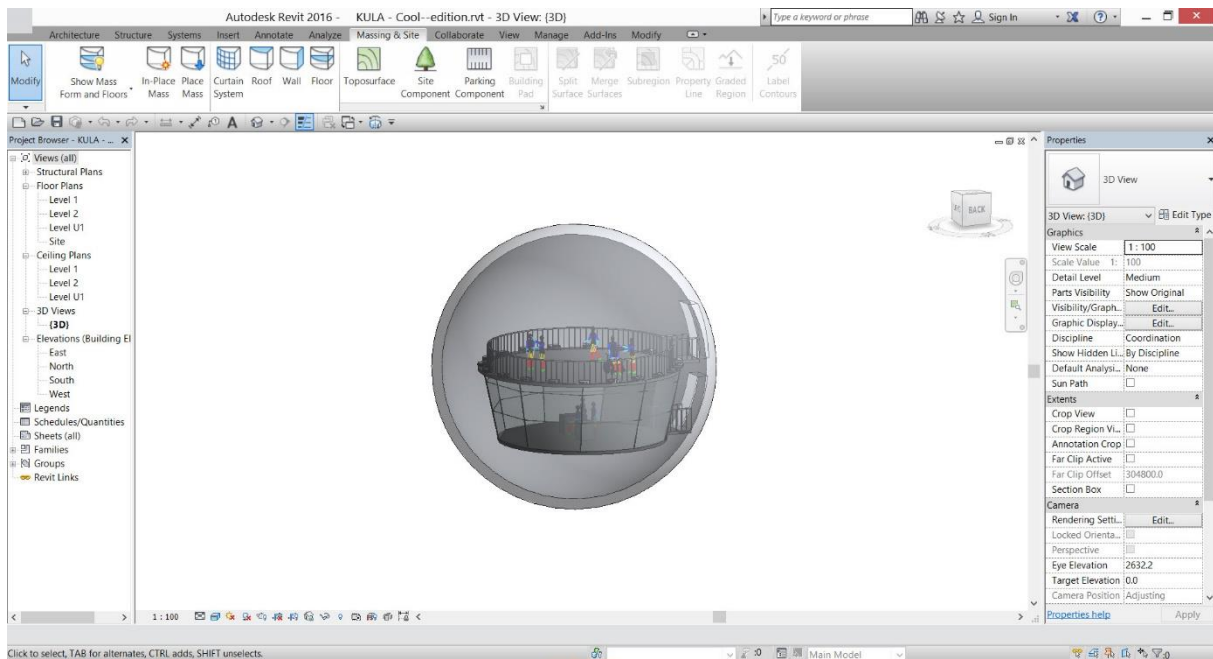 Autodesk Revit 2016 - KULA - Cool--edition.rvt - 3D View: {3D}
Type a keyword or phrase
Sign In
Architecture Structure Systems Insert Annotate Analyze Massing & Site Collaborate View Manage Add-Ins Modify
Modify
Show Mass
Form and Floors
In-Place
Mass
Place
Mass
Curtain
System
Roof
Wall
Floor
Toposurface
Site
Component
Parking
Component
Building
Pad
Split
Surface
Merge
Surfaces
Subregion
Property
Line
Graded
Region
50
Label
Contours
Project Browser - KULA - ...
Views (all)
Structural Plans
Floor Plans
Level 1
Level 2
Level U1
Site
Ceiling Plans
Level 1
Level 2
Level U1
3D Views
{3D}
Elevations (Building El
East
North
South
West
Legends
Schedules/Quantities
Sheets (all)
Families
Groups
Revit Links
BACK
Properties
3D View
3D View: {3D} Edit Type
Graphics
View Scale 1 : 100
Scale Value 1: 100
Detail Level Medium
Parts Visibility Show Original
Visibility/Graph... Edit...
Graphic Display... Edit...
Discipline Coordination
Show Hidden Li... By Discipline
Default Analysi... None
Sun Path
Extents
Crop View
Crop Region Vi...
Annotation Crop
Far Clip Active
Far Clip Offset 304800.0
Section Box
Camera
Rendering Setti... Edit...
Locked Orienta...
Perspective
Eye Elevation 2632.2
Target Elevation 0.0
Camera Position Adjusting
Properties help Apply
1 : 100
Click to select, TAB for alternates, CTRL adds, SHIFT unselects.
:0
Main Model
:0